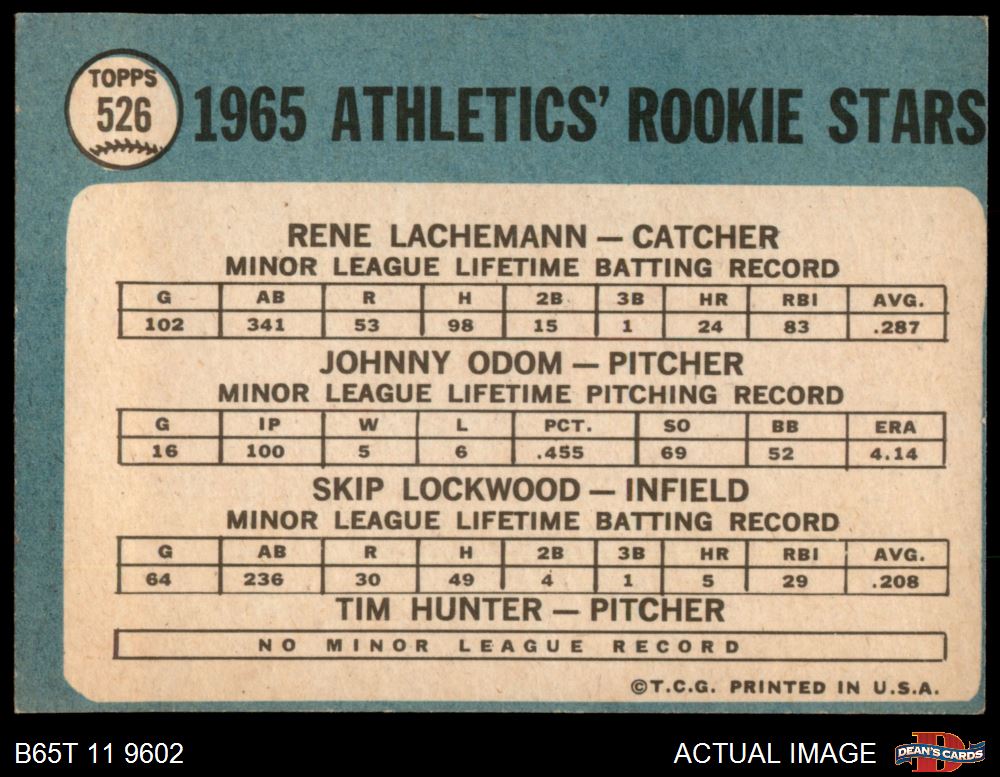 TOPPS
526
1965 ATHLETICS' ROOKIE STARS
RENE LACHEMANN — CATCHER
MINOR LEAGUE LIFETIME BATTING RECORD
G AB R H 2B 3B HR RBI AVG.
102 341 53 98 15 1 24 83 .287
JOHNNY ODOM — PITCHER
MINOR LEAGUE LIFETIME PITCHING RECORD
G IP W L PCT. SO BB ERA
16 100 5 6 .455 69 52 4.14
SKIP LOCKWOOD — INFIELD
MINOR LEAGUE LIFETIME BATTING RECORD
G AB R H 2B 3B HR RBI AVG.
64 236 30 49 4 1 5 29 .208
TIM HUNTER — PITCHER
NO MINOR LEAGUE RECORD
©T.C.G. PRINTED IN U.S.A.
B65T 11 9602 ACTUAL IMAGE D DEAN'S CARDS